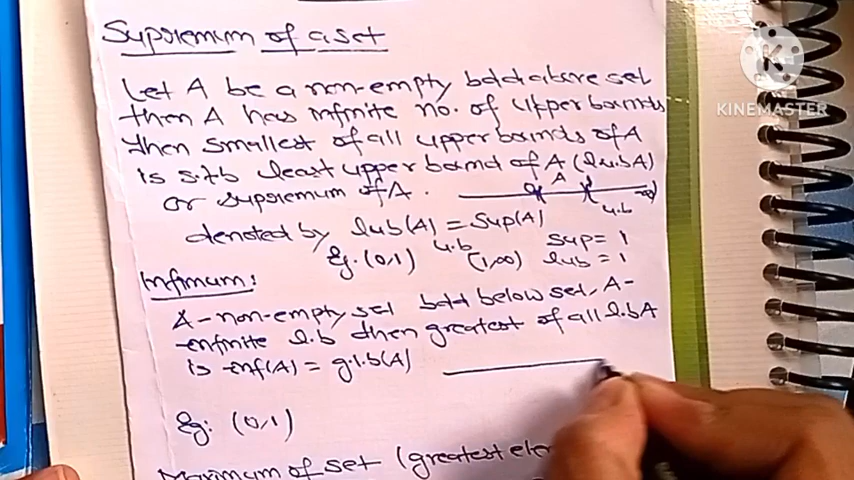 Supremum of a set
KINEMASTER
Let A be a non-empty bdd above set
then A has infinite no. of upper bounds
then smallest of all upper bounds of A
is s.t.b least upper bound of A (l.u.b A)
or supremum of A.
A
u.b
denoted by lub(A) = sup(A)
Eg. (0,1) u.b (1,∞) sup = 1
lub = 1
Infimum:
A-non-empty set bdd below set, A-
-infinite l.b then greatest of all l.b A
is inf(A) = g.l.b(A)
Eg: (0,1)
Maximum of set (greatest ele